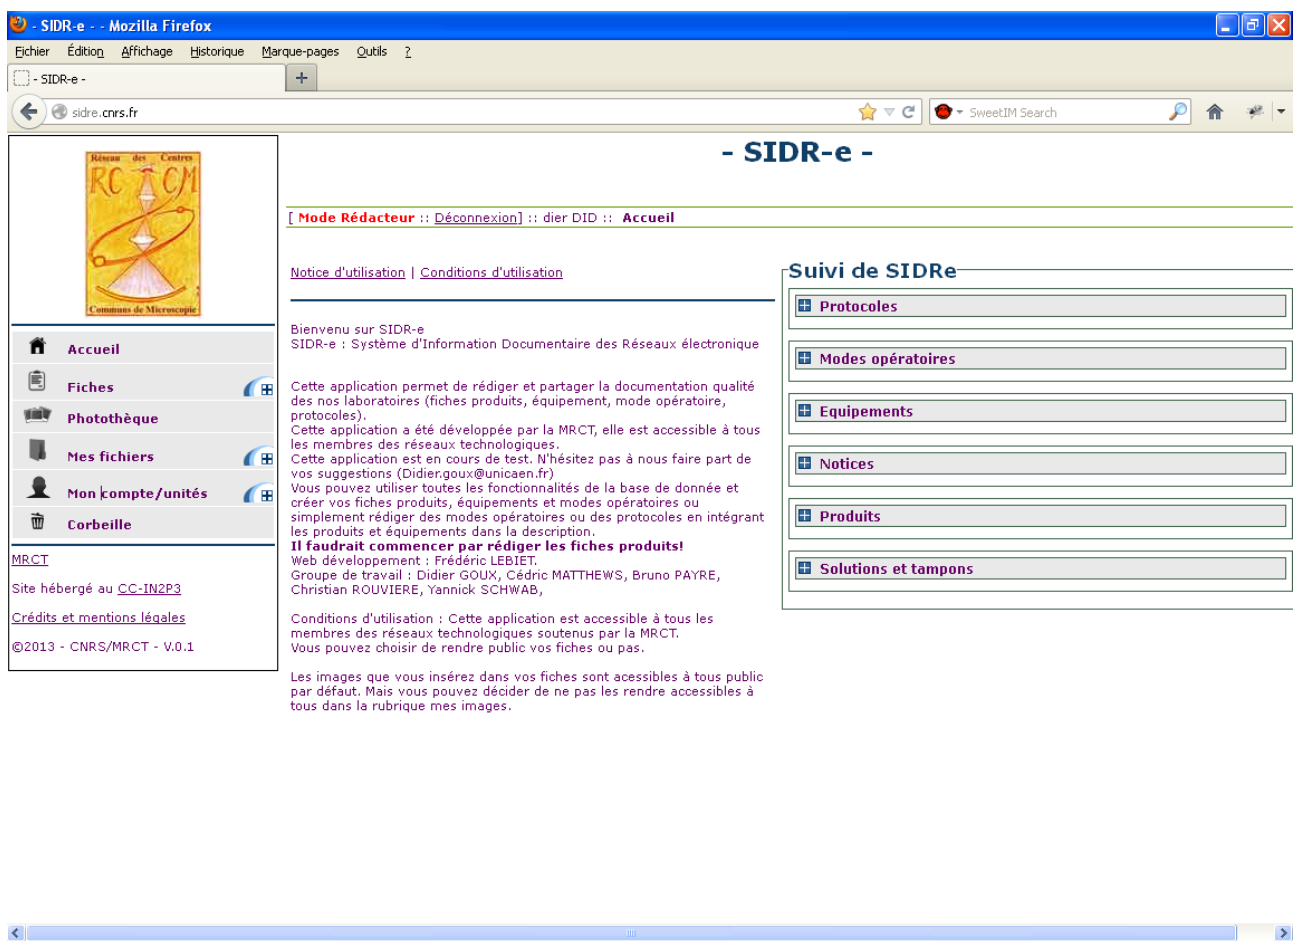 - SIDR-e - - Mozilla Firefox
Fichier Édition Affichage Historique Marque-pages Outils ?
- SIDR-e -
sidre.cnrs.fr
SweetIM Search
Réseau des Centres
RCCM
Communs de Microscopie
Accueil
Fiches
Photothèque
Mes fichiers
Mon compte/unités
Corbeille
MRCT
Site hébergé au CC-IN2P3
Crédits et mentions légales
©2013 - CNRS/MRCT - V.0.1
- SIDR-e -
[ Mode Rédacteur :: Déconnexion] :: dier DID :: Accueil
Notice d'utilisation | Conditions d'utilisation
Bienvenu sur SIDR-e
SIDR-e : Système d'Information Documentaire des Réseaux électronique
Cette application permet de rédiger et partager la documentation qualité
des nos laboratoires (fiches produits, équipement, mode opératoire,
protocoles).
Cette application a été développée par la MRCT, elle est accessible à tous
les membres des réseaux technologiques.
Cette application est en cours de test. N'hésitez pas à nous faire part de
vos suggestions (Didier.goux@unicaen.fr)
Vous pouvez utiliser toutes les fonctionnalités de la base de donnée et
créer vos fiches produits, équipements et modes opératoires ou
simplement rédiger des modes opératoires ou des protocoles en intégrant
les produits et équipements dans la description.
Il faudrait commencer par rédiger les fiches produits!
Web développement : Frédéric LEBIET.
Groupe de travail : Didier GOUX, Cédric MATTHEWS, Bruno PAYRE,
Christian ROUVIERE, Yannick SCHWAB,
Conditions d'utilisation : Cette application est accessible à tous les
membres des réseaux technologiques soutenus par la MRCT.
Vous pouvez choisir de rendre public vos fiches ou pas.
Les images que vous insérez dans vos fiches sont acessibles à tous public
par défaut. Mais vous pouvez décider de ne pas les rendre accessibles à
tous dans la rubrique mes images.
Suivi de SIDRe
Protocoles
Modes opératoires
Equipements
Notices
Produits
Solutions et tampons